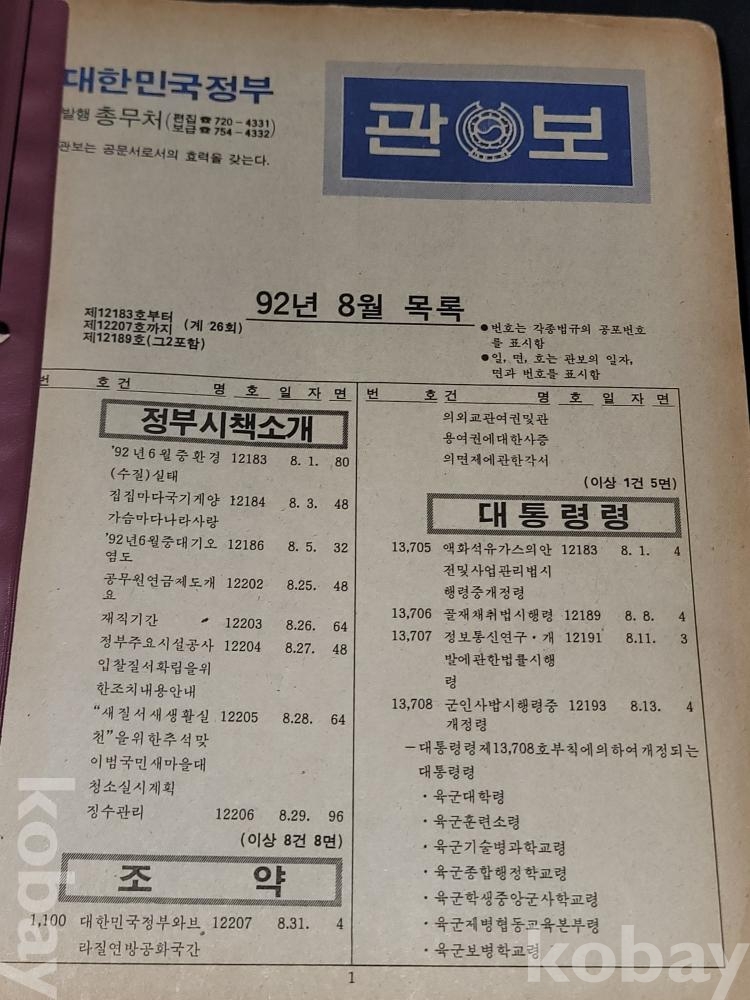 대한민국정부
발행 총무처(편집 ☎ 720-4331 보급 ☎ 754-4332)
관보는 공문서로서의 효력을 갖는다.
관보
92년 8월 목록
제12183호부터
제12207호까지 (계 26회)
제12189호(그2포함)
●번호는 각종법규의 공포번호
를 표시함
●일, 면, 호는 관보의 일자,
면과 번호를 표시함
번 호 건 명 호 일 자 면
정부시책소개
'92년6월중환경 12183 8. 1. 80
(수질)실태
집집마다국기게양 12184 8. 3. 48
가슴마다나라사랑
'92년6월중대기오 12186 8. 5. 32
염도
공무원연금제도개 12202 8.25. 48
요
재직기간 12203 8.26. 64
정부주요시설공사 12204 8.27. 48
입찰질서확립을위
한조치내용안내
“새질서새생활실 12205 8.28. 64
천”을위한추석맞
이범국민새마을대
청소실시계획
징수관리 12206 8.29. 96
(이상 8건 8면)
조 약
1,100 대한민국정부와브 12207 8.31. 4
라질연방공화국간
번 호 건 명 호 일 자 면
의외교관여권및관
용여권에대한사증
의면제에관한각서
(이상 1건 5면)
대통령령
13,705 액화석유가스의안 12183 8. 1. 4
전및사업관리법시
행령중개정령
13,706 골재채취법시행령 12189 8. 8. 4
13,707 정보통신연구·개 12191 8.11. 3
발에관한법률시행
령
13,708 군인사법시행령중 12193 8.13. 4
개정령
-대통령령제13,708호부칙에의하여개정되는
대통령령
·육군대학령
·육군훈련소령
·육군기술병과학교령
·육군종합행정학교령
·육군학생중앙군사학교령
·육군제병협동교육본부령
·육군보병학교령
1
kobay
kobay